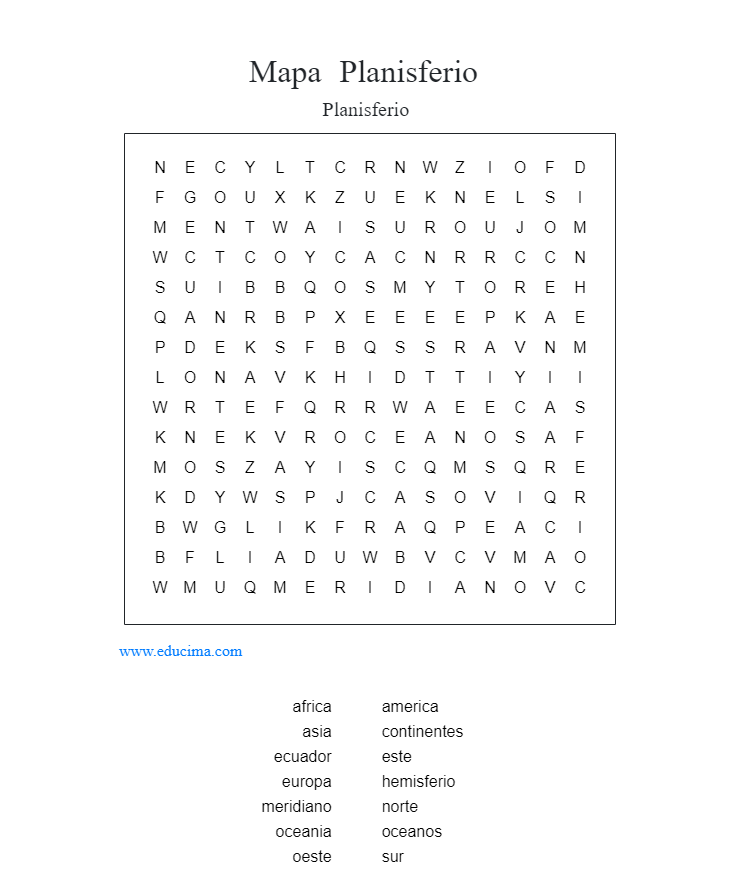 Mapa Planisferio
Planisferio
N E C Y L T C R N W Z I O F D
F G O U X K Z U E K N E L S I
M E N T W A I S U R O U J O M
W C T C O Y C A C N R R C C N
S U I B B Q O S M Y T O R E H
Q A N R B P X E E E E P K A E
P D E K S F B Q S S R A V N M
L O N A V K H I D T T I Y I I
W R T E F Q R R W A E E C A S
K N E K V R O C E A N O S A F
M O S Z A Y I S C Q M S Q R E
K D Y W S P J C A S O V I Q R
B W G L I K F R A Q P E A C I
B F L I A D U W B V C V M A O
W M U Q M E R I D I A N O V C
www.educima.com
africa america
asia continentes
ecuador este
europa hemisferio
meridiano norte
oceania oceanos
oeste sur